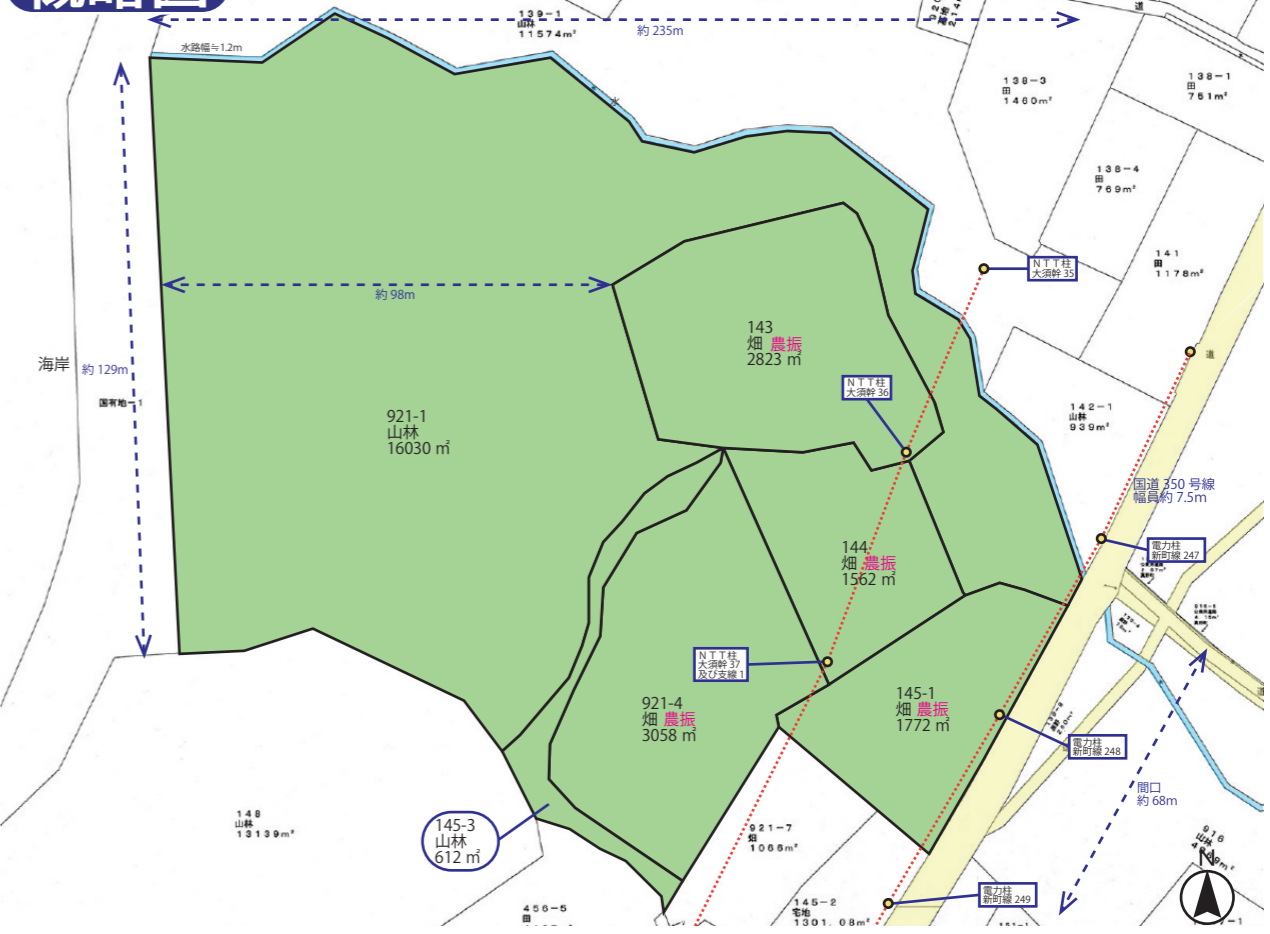 概略図
139-1
山林
11574m²
約 235m
水路幅≒1.2m
水
道
138-3
田
1460m²
138-1
田
761m²
138-4
田
769m²
141
田
1178m²
NTT柱
大須幹 35
約 98m
143
畑 農振
2823 ㎡
海岸
約 129m
国有地-1
道
NTT柱
大須幹 36
921-1
山林
16030 ㎡
142-1
山林
939m²
国道 350 号線
幅員約 7.5m
電力柱
新町線 247
144
畑 農振
1562 ㎡
NTT柱
大須幹 37
及び支線 1
921-4
畑 農振
3058 ㎡
145-1
畑 農振
1772 ㎡
電力柱
新町線 248
間口
約 68m
道
148
山林
13139m²
145-3
山林
612 ㎡
921-7
畑
1066m²
916
山林
N
145-2
宅地
1301.08m²
電力柱
新町線 249
456-5
田